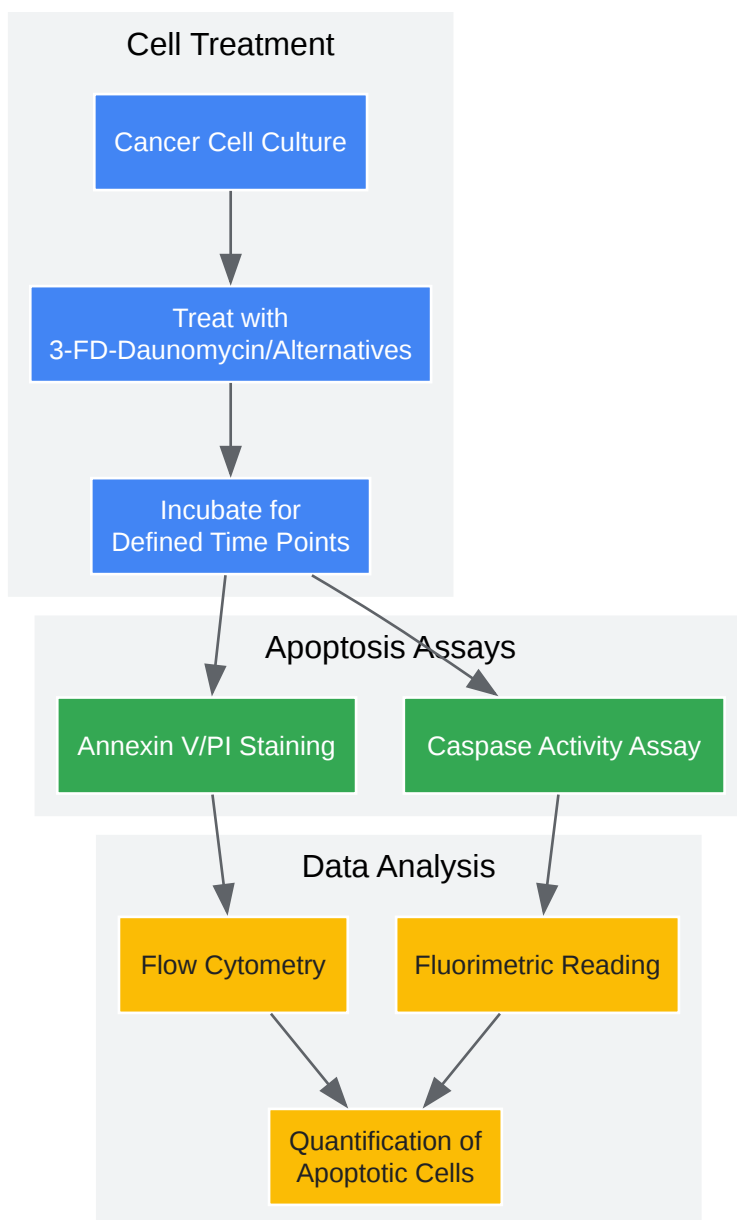 Cell Treatment
Cancer Cell Culture
Treat with
3-FD-Daunomycin/Alternatives
Incubate for
Defined Time Points
Apoptosis Assays
Annexin V/PI Staining
Caspase Activity Assay
Data Analysis
Flow Cytometry
Fluorimetric Reading
Quantification of
Apoptotic Cells